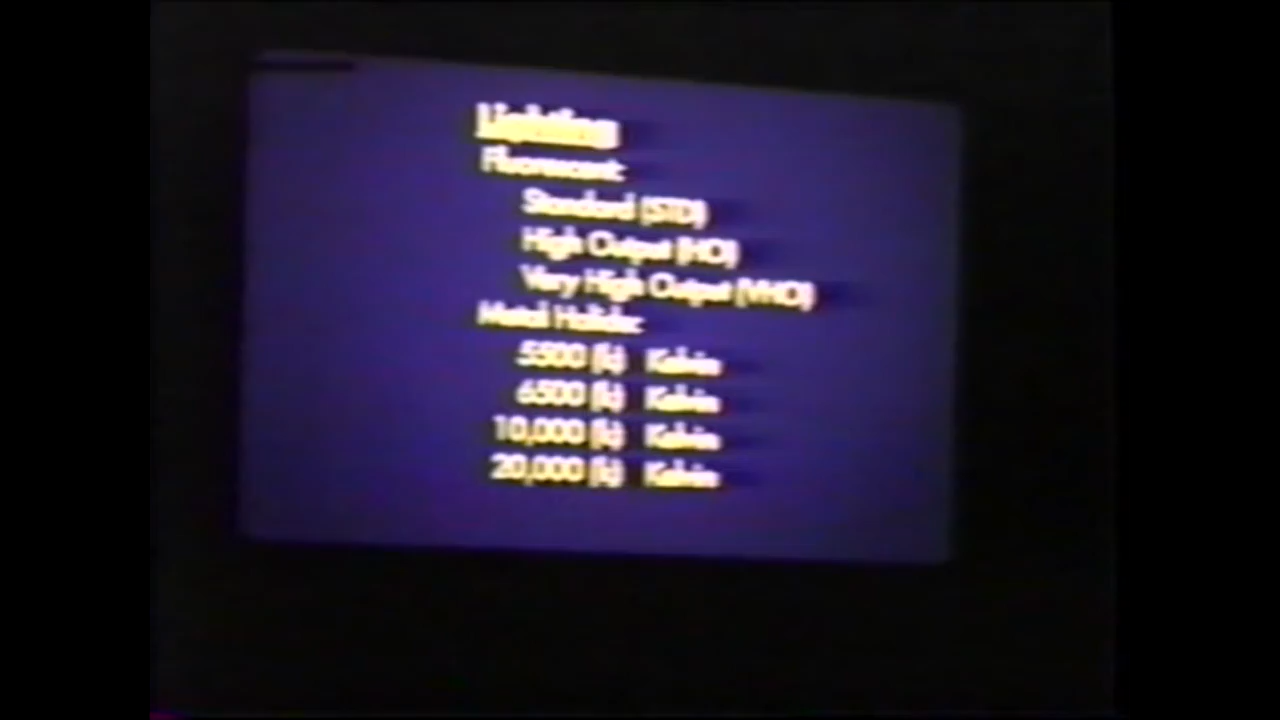 Lighting
Fluorescent:
Standard (STD)
High Output (HO)
Very High Output (VHO)
Metal Halide:
5500 (k) Kelvin
6500 (k) Kelvin
10,000 (k) Kelvin
20,000 (k) Kelvin